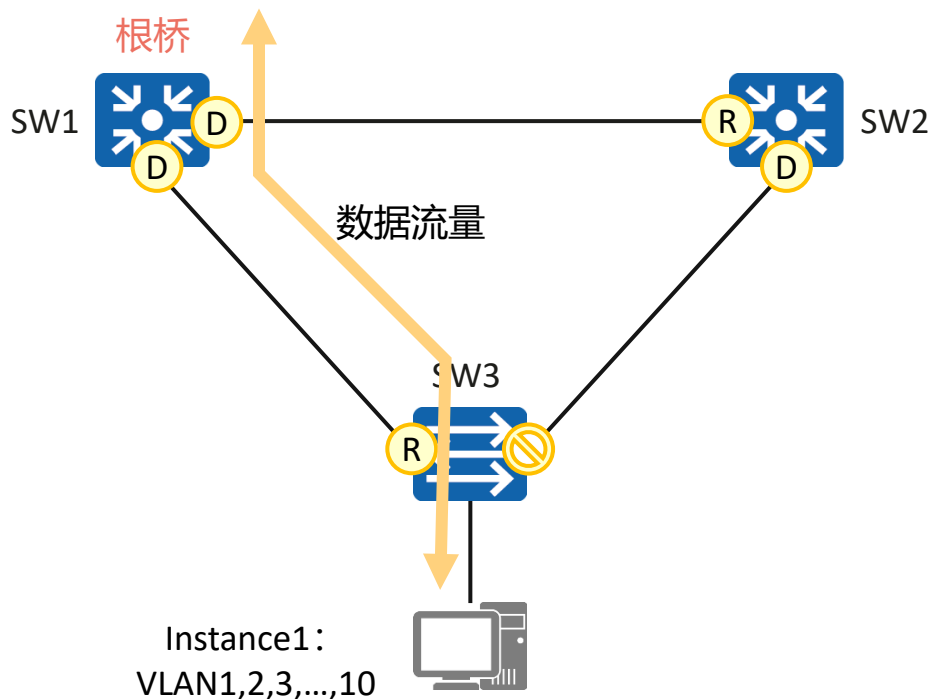 根桥
SW1
D
R
SW2
D
D
数据流量
SW3
R
Instance1：
VLAN1,2,3,…,10